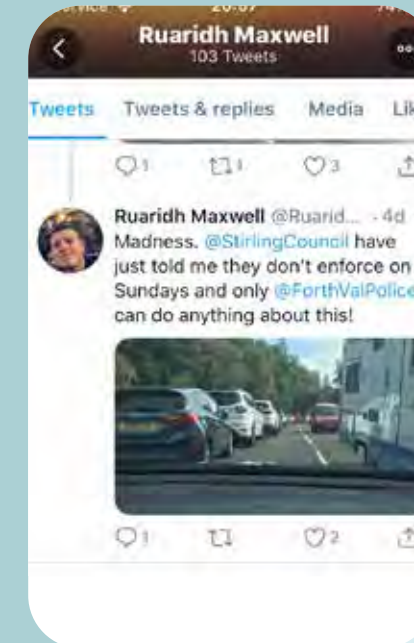 Ruaridh Maxwell
103 Tweets
Tweets Tweets & replies Media
1 1 3
Ruaridh Maxwell @Ruarid... · 4d
Madness. @StirlingCouncil have
just told me they don't enforce on
Sundays and only @ForthValPolice
can do anything about this!
1 2